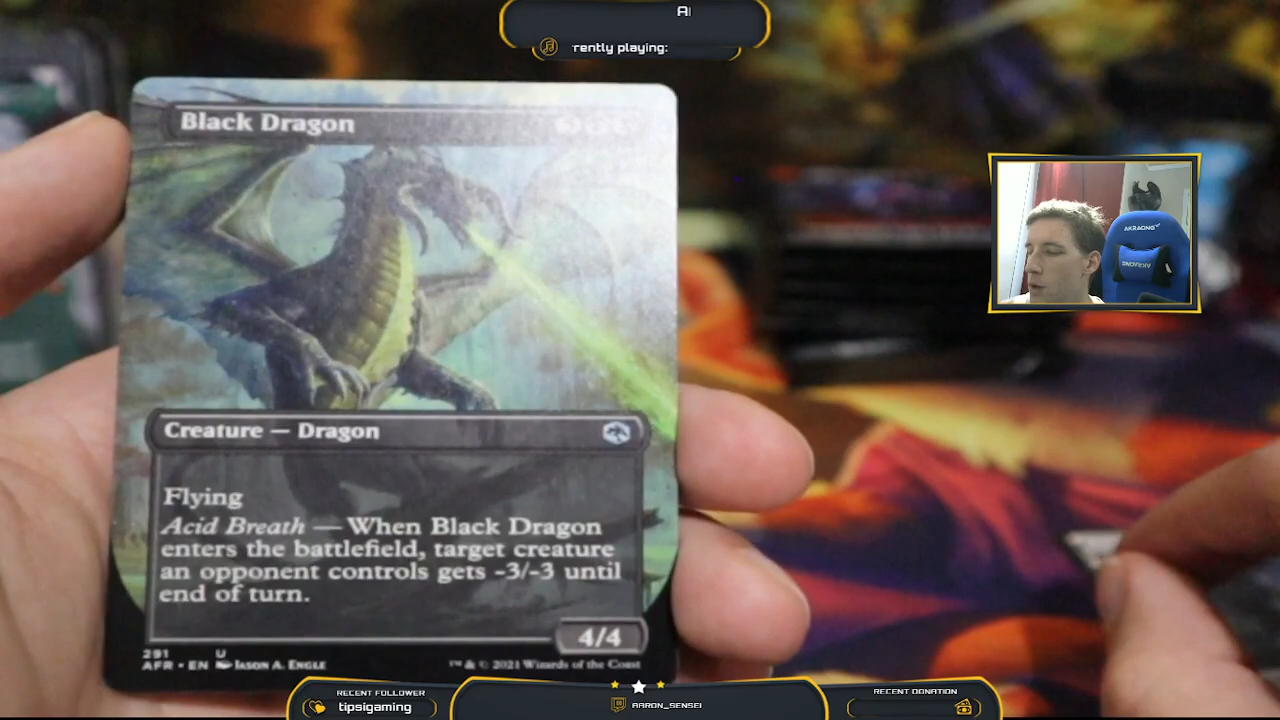 A
rently playing:
Black Dragon
AKRACING
AKRACING
Creature — Dragon
Flying
Acid Breath — When Black Dragon
enters the battlefield, target creature
an opponent controls gets -3/-3 until
end of turn.
4/4
291 U
AFR • EN JASON A. ENGLE
™ & © 2021 Wizards of the Coast
RECENT FOLLOWER
tipsigaming
AARON_SENSEI
RECENT DONATION